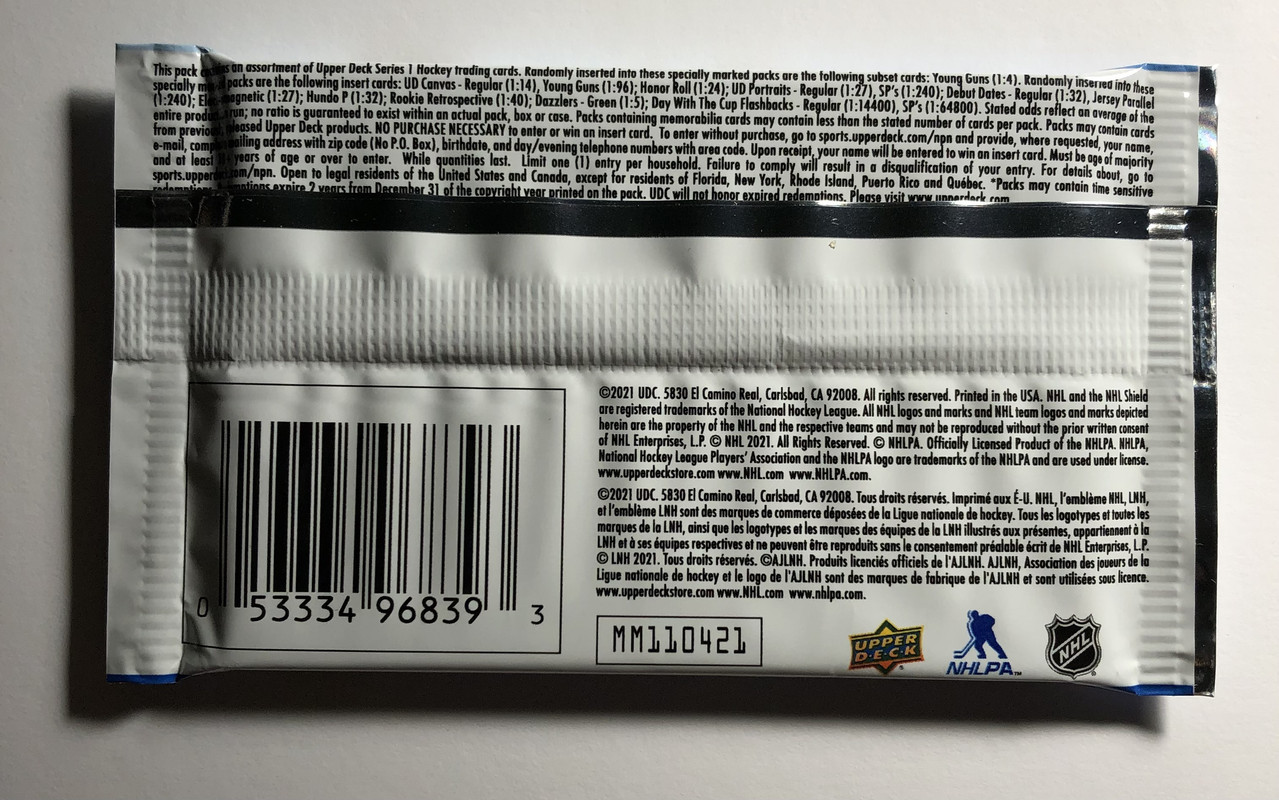 This pack an assortment of Upper Deck Series 1 Hockey trading cards. Randomly inserted into these specially marked packs are the following subset cards: Young Guns (1:4). Randomly inserted into these
specially packs are the following insert cards: UD Canvas - Regular (1:14), Young Guns (1:96); Honor Roll (1:24); UD Portraits - Regular (1:27), SP's (1:240); Debut Dates - Regular (1:32), Jersey Parallel
(1:240); (1:27); Hundo P (1:32); Rookie Retrospective (1:40); Dazzlers - Green (1:5); Day With The Cup Flashbacks - Regular (1:14400), SP's (1:64800). Stated odds reflect an average of the
entire run; no ratio is guaranteed to exist within an actual pack, box or case. Packs containing memorabilia cards may contain less than the stated number of cards per pack. Packs may contain cards
from Upper Deck products. NO PURCHASE NECESSARY to enter or win an insert card. To enter without purchase, go to sports.upperdeck.com/npn and provide, where requested, your name,
e-mail, address with zip code (No P.O. Box), birthdate, and day/evening telephone numbers with area code. Upon receipt, your name will be entered to win an insert card. Must be age of majority
and at least years of age or over to enter. While quantities last. Limit one (1) entry per household. Failure to comply will result in a disqualification of your entry. For details about, go to
sports.upperdeck.com/npn. Open to legal residents of the United States and Canada, except for residents of Florida, New York, Rhode Island, Puerto Rico and Québec. *Packs may contain time sensitive
redemptions. expire 2 years from December 31 of the copyright year printed on the pack. UDC will not honor expired redemptions. Please visit www.upperdeck.com
©2021 UDC. 5830 El Camino Real, Carlsbad, CA 92008. All rights reserved. Printed in the USA. NHL and the NHL Shield
are registered trademarks of the National Hockey League. All NHL logos and marks and NHL team logos and marks depicted
herein are the property of the NHL and the respective teams and may not be reproduced without the prior written consent
of NHL Enterprises, L.P. © NHL 2021. All Rights Reserved. © NHLPA. Officially Licensed Product of the NHLPA. NHLPA,
National Hockey League Players' Association and the NHLPA logo are trademarks of the NHLPA and are used under license.
www.upperdeckstore.com www.NHL.com www.NHLPA.com.
©2021 UDC. 5830 El Camino Real, Carlsbad, CA 92008. Tous droits réservés. Imprimé aux É-U. NHL, l'emblème NHL, LNH,
et l'emblème LNH sont des marques de commerce déposées de la Ligue nationale de hockey. Tous les logotypes et toutes les
marques de la LNH, ainsi que les logotypes et les marques des équipes de la LNH illustrés aux présentes, appartiennent à la
LNH et à ses équipes respectives et ne peuvent être reproduits sans le consentement préalable écrit de NHL Enterprises, L.P.
© LNH 2021. Tous droits réservés. ©AJLNH. Produits licenciés officiels de l'AJLNH. AJLNH, Association des joueurs de la
Ligue nationale de hockey et le logo de l'AJLNH sont des marques de fabrique de l'AJLNH et sont utilisées sous licence.
www.upperdeckstore.com www.NHL.com www.nhlpa.com.
0 53334 96839 3
MM110421
UPPER
D·E·C·K
NHLPA™
NHL